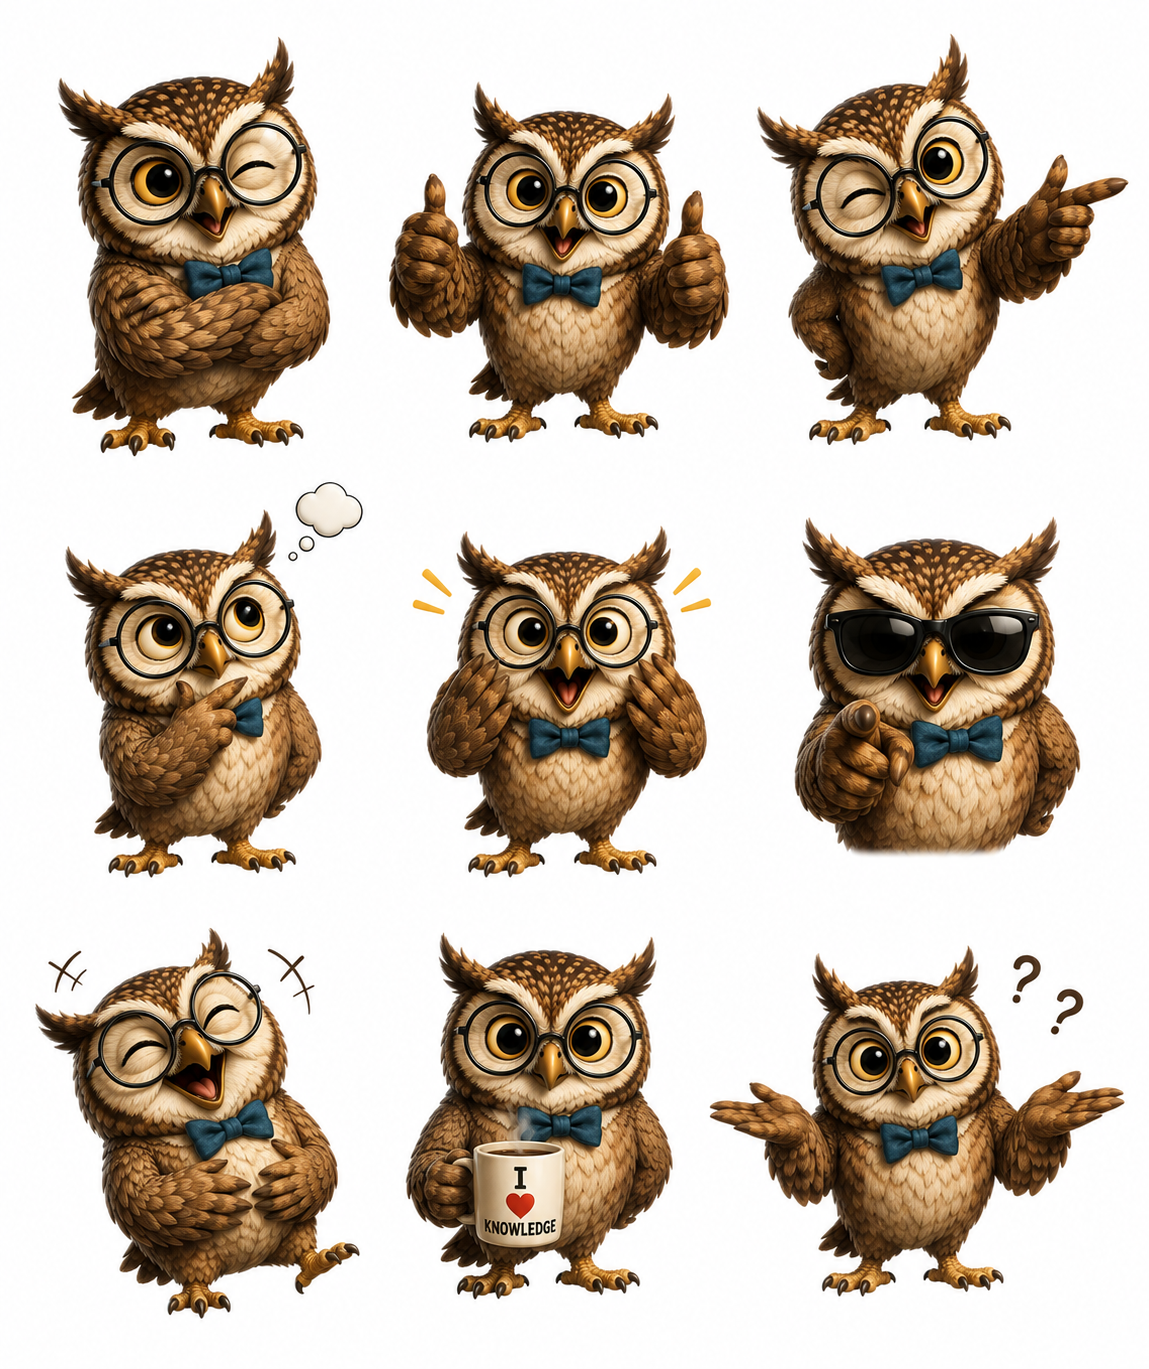 ? ?
I
❤
KNOWLEDGE